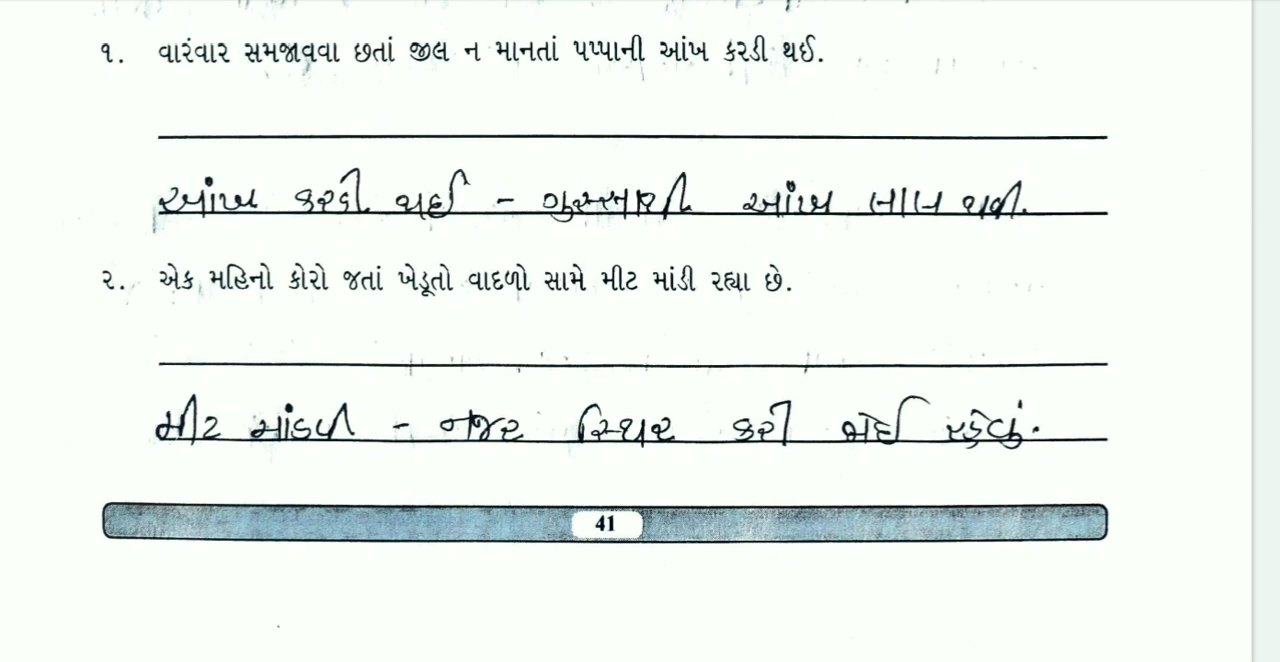 ૧. વારંવાર સમજાવવા છતાં જીલ ન માનતાં પપ્પાની આંખ કરડી થઈ.
આંખ કરડી થઈ - ગુસ્સાથી આંખ લાલ થવી.
૨. એક મહિનો કોરો જતાં ખેડૂતો વાદળો સામે મીટ માંડી રહ્યા છે.
મીટ માંડવી - નજર સ્થિર કરી જોઈ રહેવું.
41